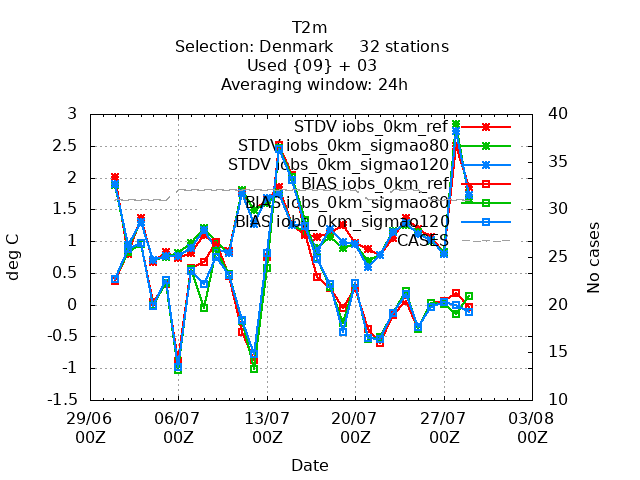 T2m
Selection: Denmark 32 stations
Used {09} + 03
Averaging window: 24h
3
2.5
2
1.5
1
0.5
0
-0.5
-1
-1.5
deg C
40
35
30
25
20
15
10
No cases
STDV iobs_0km_ref
STDV iobs_0km_sigmao80
STDV iobs_0km_sigmao120
BIAS iobs_0km_ref
BIAS iobs_0km_sigmao80
BIAS iobs_0km_sigmao120
CASES
29/06 06/07 13/07 20/07 27/07 03/08
00Z 00Z 00Z 00Z 00Z 00Z
Date